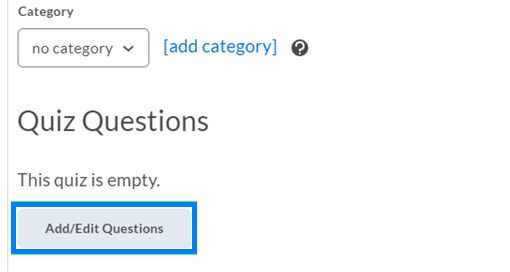 Category
no category
[add category]
?
Quiz Questions
This quiz is empty.
Add/Edit Questions